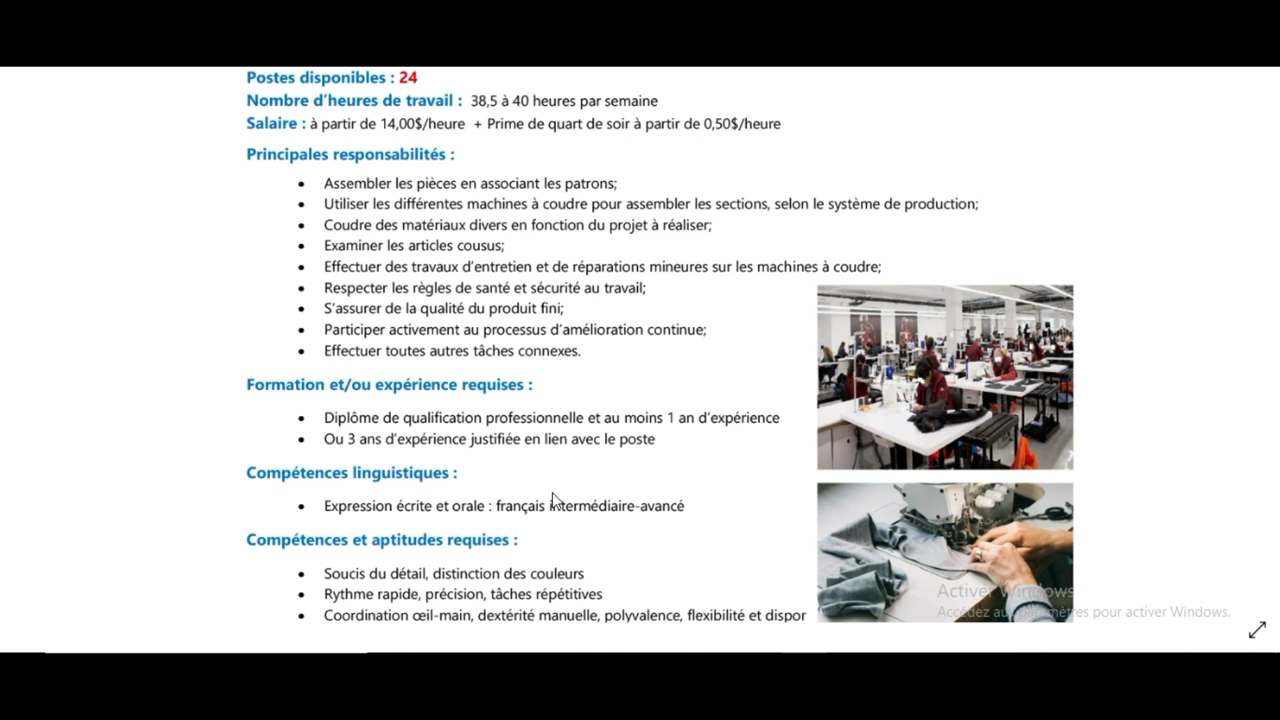 Postes disponibles : 24
Nombre d'heures de travail : 38,5 à 40 heures par semaine
Salaire : à partir de 14,00$/heure + Prime de quart de soir à partir de 0,50$/heure
Principales responsabilités :
• Assembler les pièces en associant les patrons;
• Utiliser les différentes machines à coudre pour assembler les sections, selon le système de production;
• Coudre des matériaux divers en fonction du projet à réaliser;
• Examiner les articles cousus;
• Effectuer des travaux d'entretien et de réparations mineures sur les machines à coudre;
• Respecter les règles de santé et sécurité au travail;
• S'assurer de la qualité du produit fini;
• Participer activement au processus d'amélioration continue;
• Effectuer toutes autres tâches connexes.
Formation et/ou expérience requises :
• Diplôme de qualification professionnelle et au moins 1 an d'expérience
• Ou 3 ans d'expérience justifiée en lien avec le poste
Compétences linguistiques :
• Expression écrite et orale : français intermédiaire-avancé
Compétences et aptitudes requises :
• Soucis du détail, distinction des couleurs
• Rythme rapide, précision, tâches répétitives
• Coordination œil-main, dextérité manuelle, polyvalence, flexibilité et dispor
Activer Windows
Accédez aux paramètres pour activer Windows.